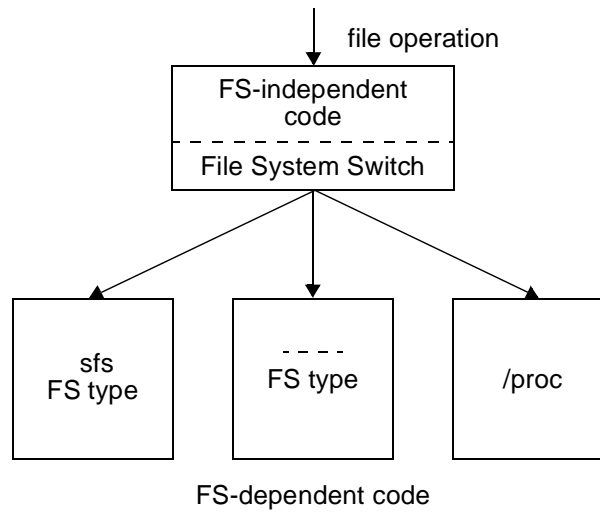 file operation
FS-independent
code
File System Switch
sfs
FS type
FS type
/proc
FS-dependent code